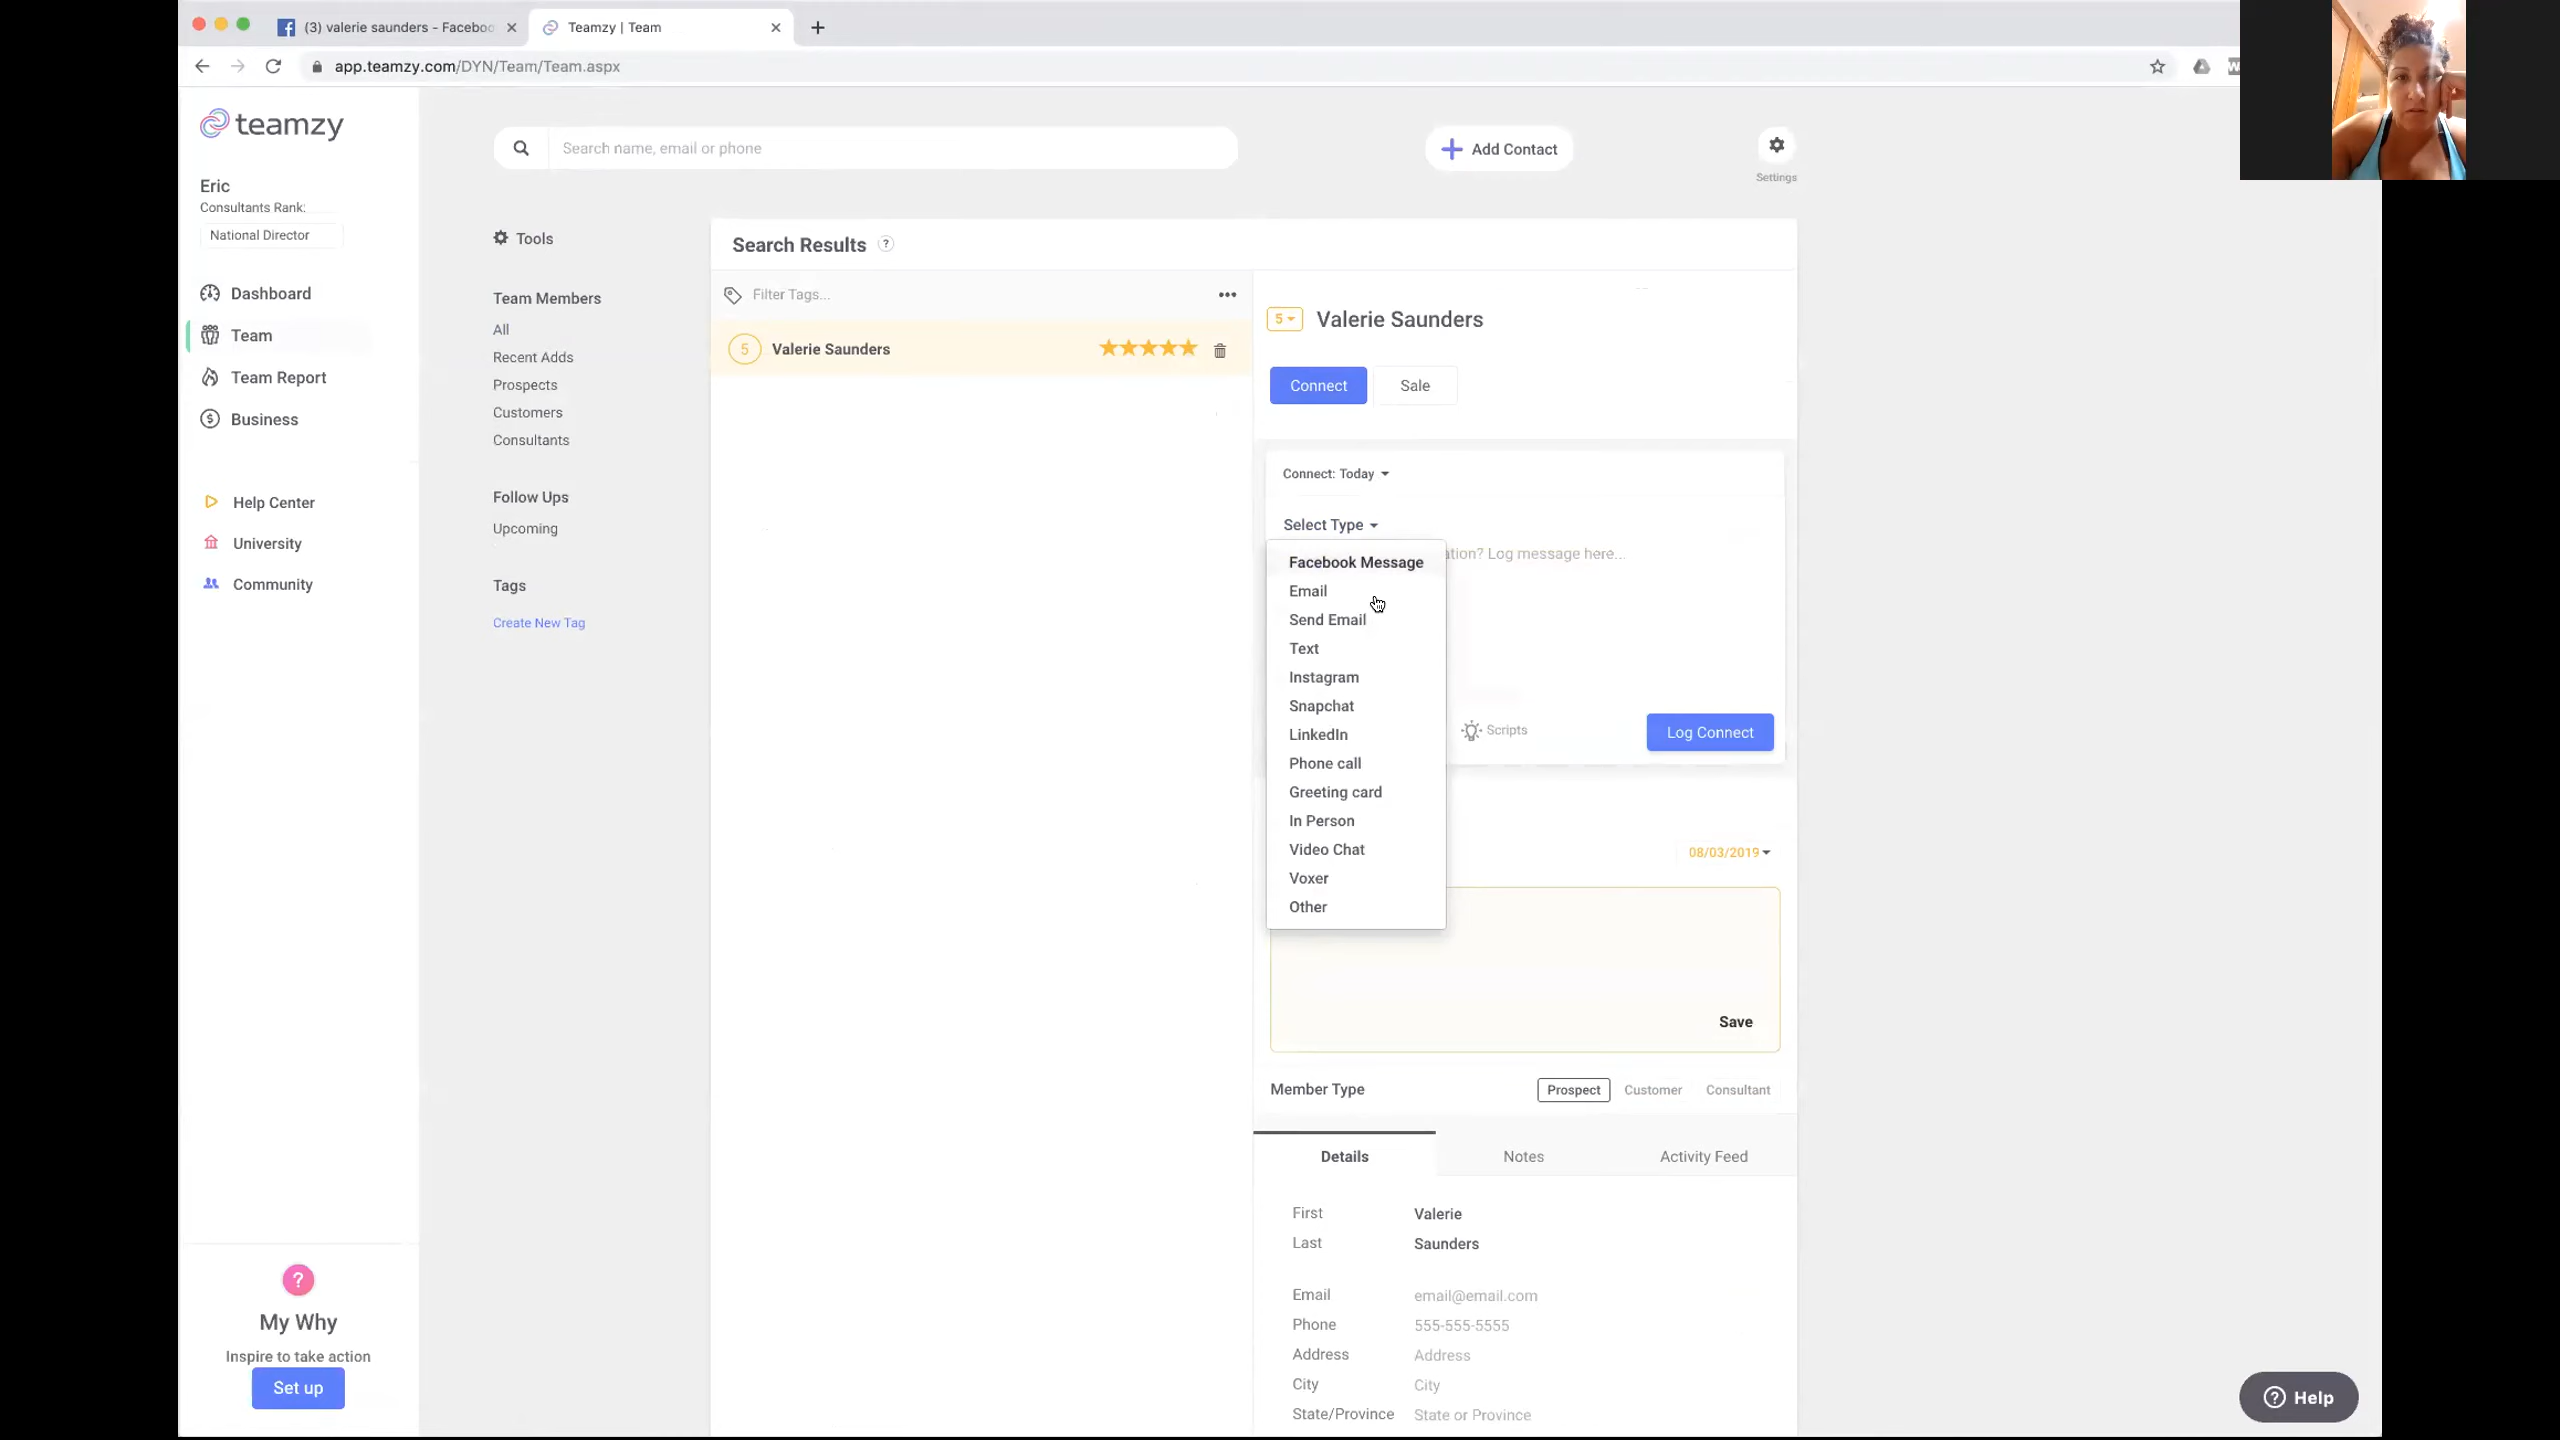 (3) valerie saunders - Faceboo
Teamzy | Team
app.teamzy.com/DYN/Team/Team.aspx
teamzy
Eric
Consultants Rank:
National Director
Dashboard
Team
Team Report
Business
Help Center
University
Community
?
My Why
Inspire to take action
Set up
Search name, email or phone
Add Contact
Settings
Tools
Team Members
All
Recent Adds
Prospects
Customers
Consultants
Follow Ups
Upcoming
Tags
Create New Tag
Search Results ?
Filter Tags...
5 Valerie Saunders
5 Valerie Saunders
Connect Sale
Connect: Today
Select Type
Facebook Message
Email
Send Email
Text
Instagram
Snapchat
LinkedIn
Phone call
Greeting card
In Person
Video Chat
Voxer
Other
Log message here...
Scripts
Log Connect
08/03/2019
Save
Member Type Prospect Customer Consultant
Details Notes Activity Feed
First Valerie
Last Saunders
Email email@email.com
Phone 555-555-5555
Address Address
City City
State/Province State or Province
? Help